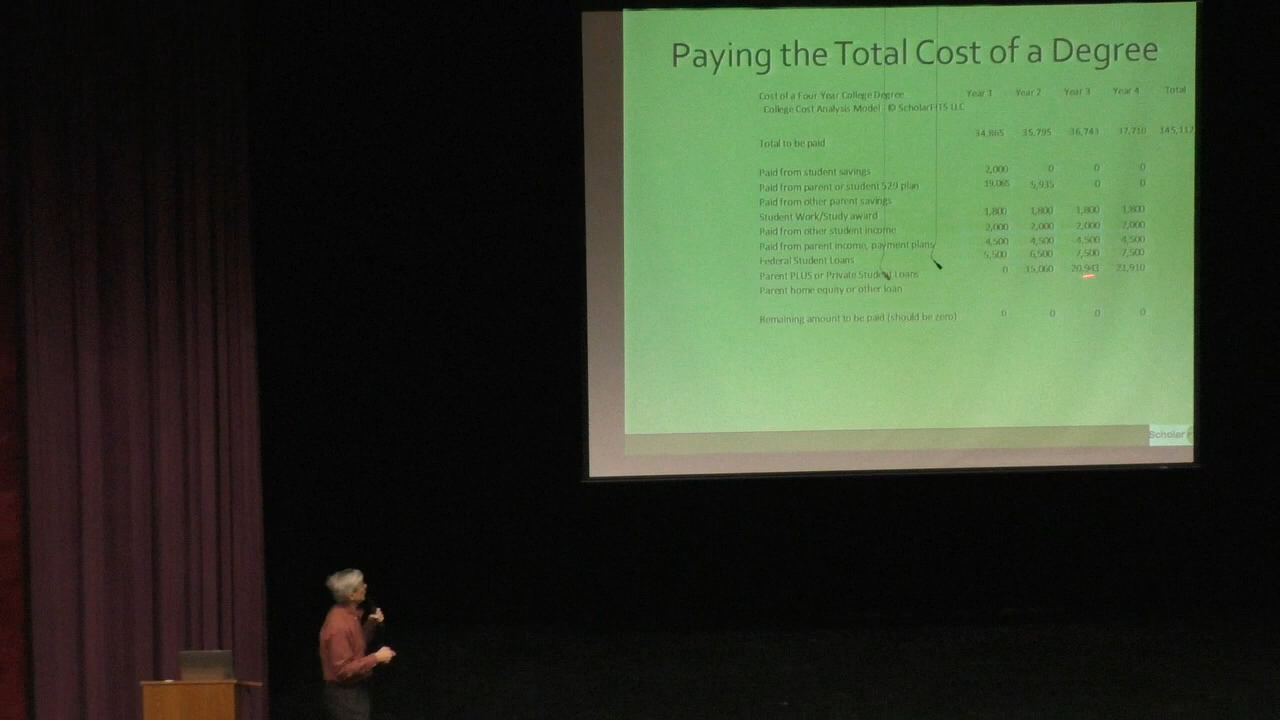 Paying the Total Cost of a Degree
Cost of a Four Year College Degree Year 1 Year 2 Year 3 Year 4 Total
College Cost Analysis Model - © ScholarFITS LLC
Total to be paid 34,865 35,795 36,743 37,710 145,113
Paid from student savings 2,000 0 0 0
Paid from parent or student 529 plan 19,065 5,935 0 0
Paid from other parent savings
Student Work/Study award 1,800 1,800 1,800 1,800
Paid from other student income 2,000 2,000 2,000 2,000
Paid from parent income, payment plans 4,500 4,500 4,500 4,500
Federal Student Loans 5,500 6,500 7,500 7,500
Parent PLUS or Private Student Loans 0 15,060 20,943 21,910
Parent home equity or other loan
Remaining amount to be paid (should be zero) 0 0 0 0
Scholar